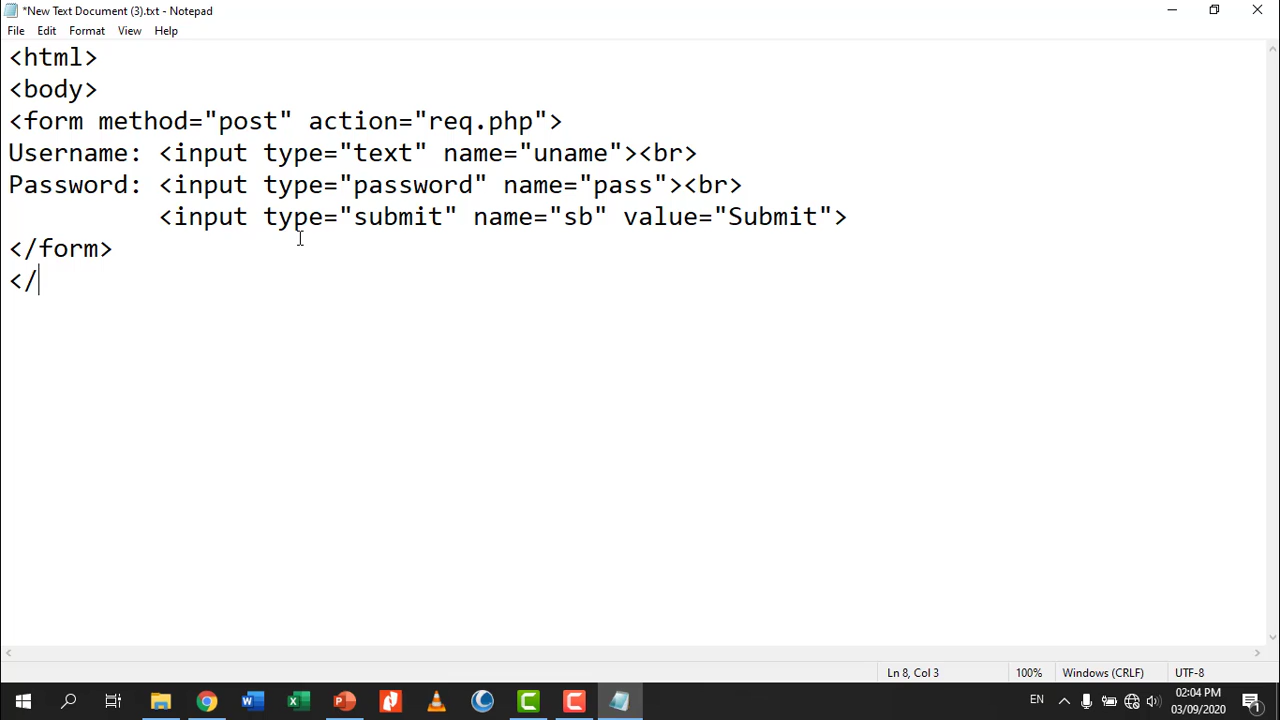 *New Text Document (3).txt - Notepad
File Edit Format View Help
<html>
<body>
<form method="post" action="req.php">
Username: <input type="text" name="uname"><br>
Password: <input type="password" name="pass"><br>
<input type="submit" name="sb" value="Submit">
</form>
</
Ln 8, Col 3 100% Windows (CRLF) UTF-8
EN 02:04 PM
03/09/2020